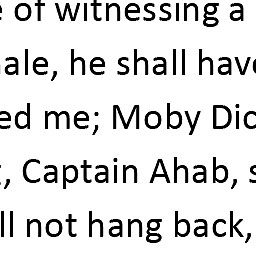 of witnessing a
ale, he shall have
ed me; Moby Dic
, Captain Ahab, s
ll not hang back,